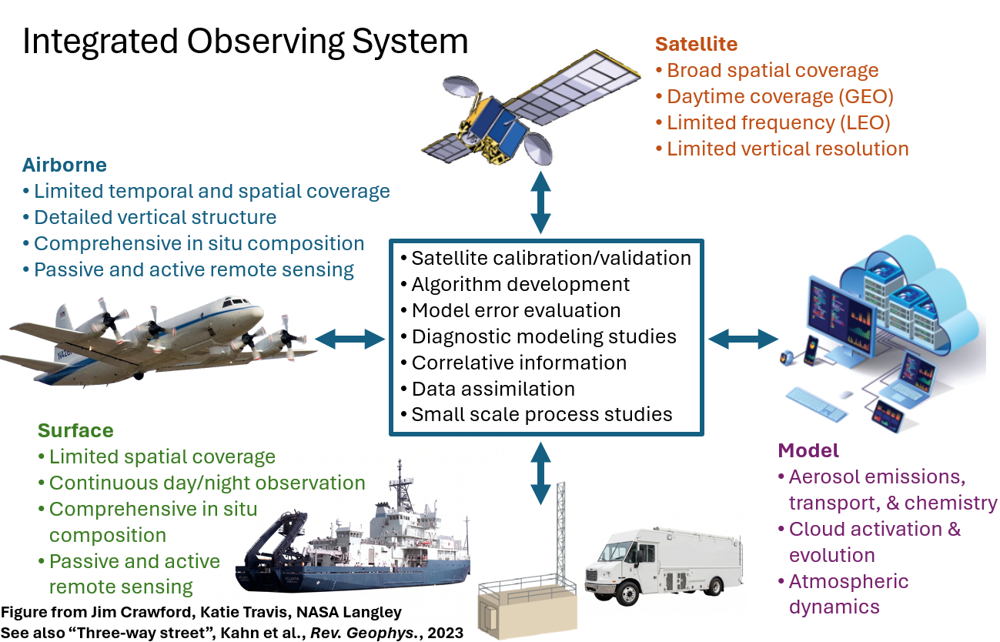 Integrated Observing System
Satellite
• Broad spatial coverage
• Daytime coverage (GEO)
• Limited frequency (LEO)
• Limited vertical resolution
Airborne
• Limited temporal and spatial coverage
• Detailed vertical structure
• Comprehensive in situ composition
• Passive and active remote sensing
• Satellite calibration/validation
• Algorithm development
• Model error evaluation
• Diagnostic modeling studies
• Correlative information
• Data assimilation
• Small scale process studies
Surface
• Limited spatial coverage
• Continuous day/night observation
• Comprehensive in situ
composition
• Passive and active
remote sensing
Model
• Aerosol emissions,
transport, & chemistry
• Cloud activation &
evolution
• Atmospheric
dynamics
Figure from Jim Crawford, Katie Travis, NASA Langley
See also “Three-way street”, Kahn et al., Rev. Geophys., 2023